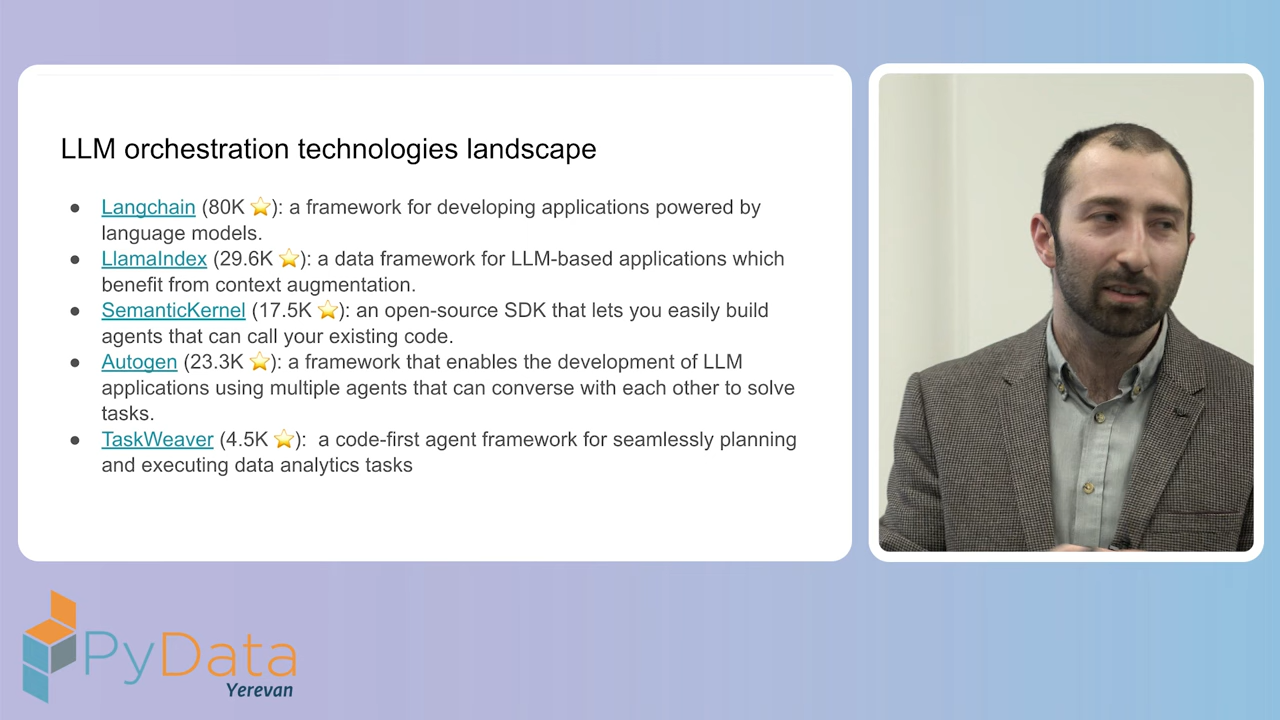 LLM orchestration technologies landscape
● Langchain (80K ⭐): a framework for developing applications powered by
language models.
● LlamaIndex (29.6K ⭐): a data framework for LLM-based applications which
benefit from context augmentation.
● SemanticKernel (17.5K ⭐): an open-source SDK that lets you easily build
agents that can call your existing code.
● Autogen (23.3K ⭐): a framework that enables the development of LLM
applications using multiple agents that can converse with each other to solve
tasks.
● TaskWeaver (4.5K ⭐):  a code-first agent framework for seamlessly planning
and executing data analytics tasks
PyData
Yerevan